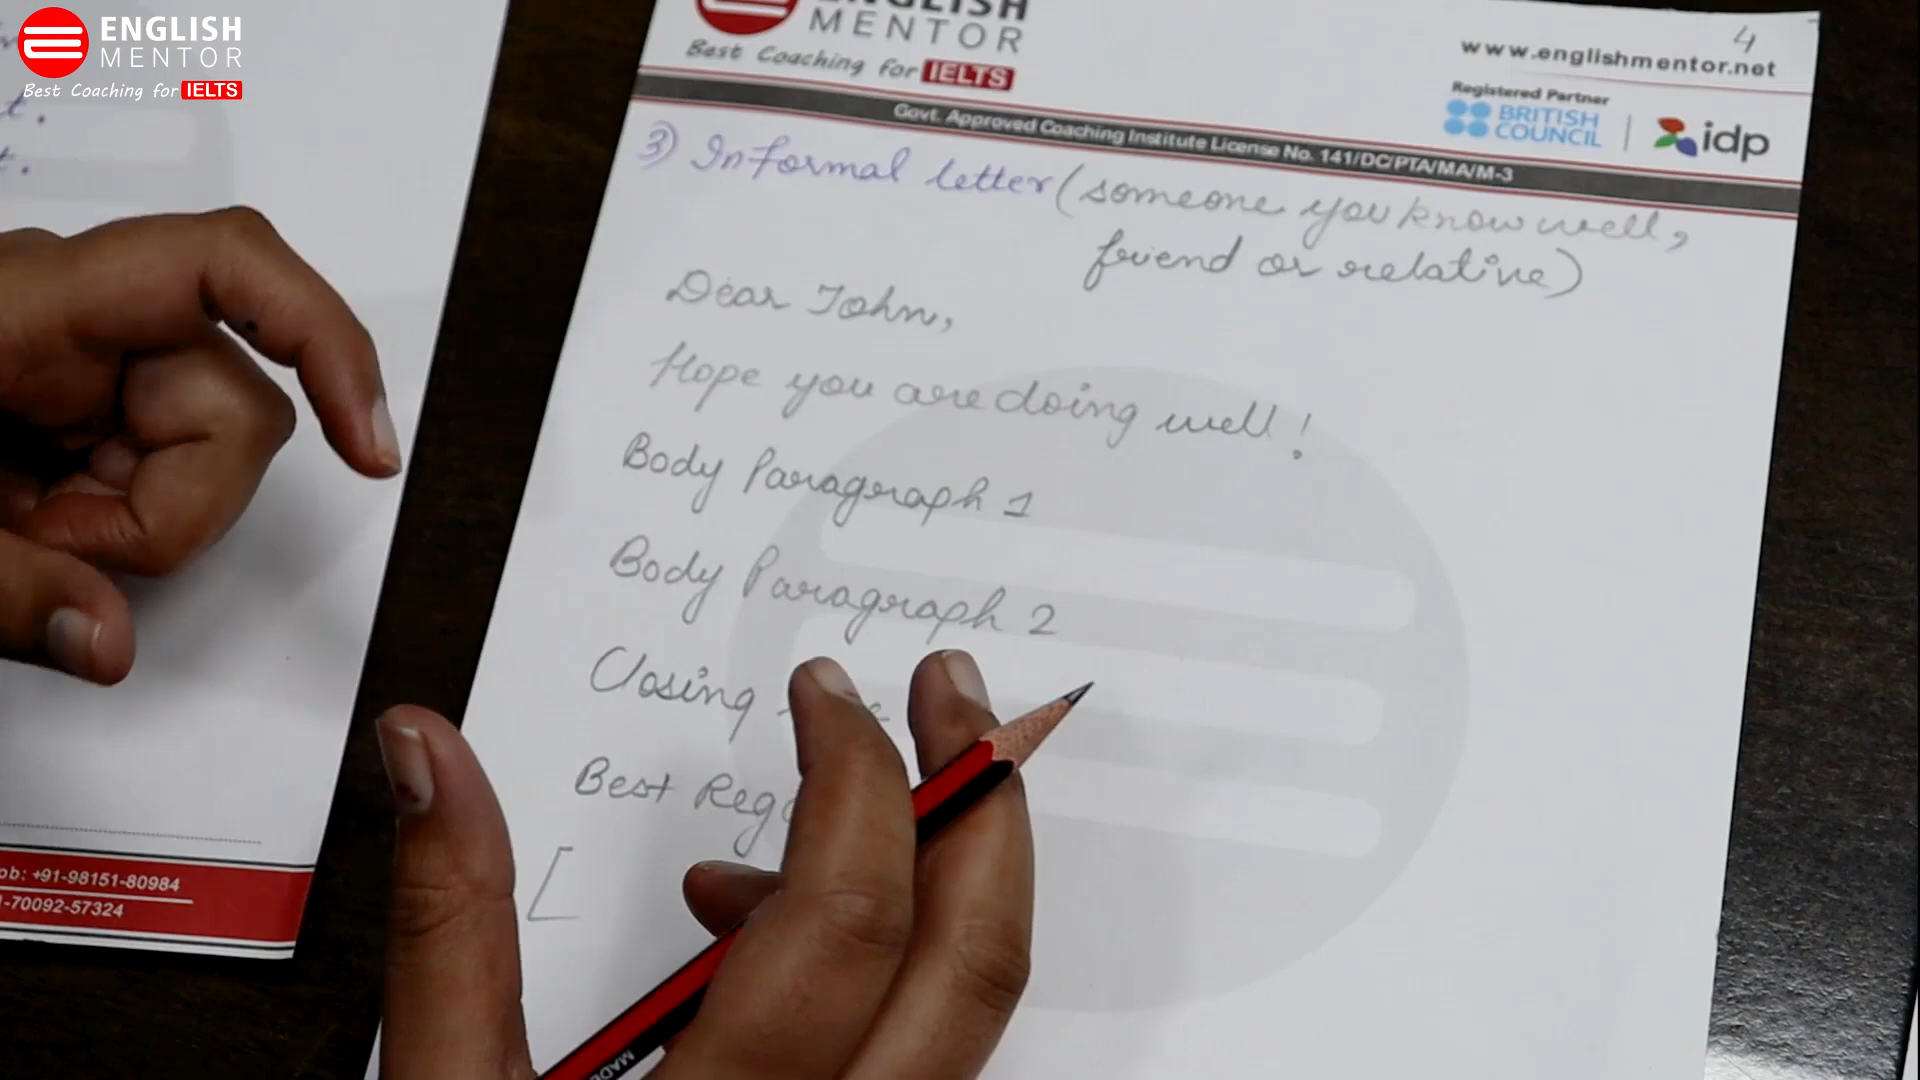 ENGLISH
MENTOR
Best Coaching for IELTS
t.
t.
ob: +91-98151-80984
-70092-57324
ENGLISH
MENTOR
Best Coaching for IELTS
4
www.englishmentor.net
Registered Partner
BRITISH
COUNCIL
idp
Govt. Approved Coaching Institute License No. 141/DC/PTA/MA/M-3
3) Informal letter (someone you know well,
friend or relative)
Dear John,
Hope you are doing well!
Body Paragraph 1
Body Paragraph 2
Closing
Best Reg
[
MADE